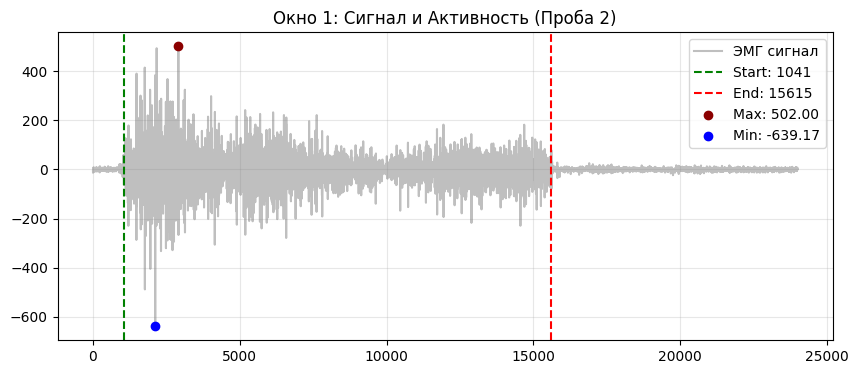 Окно 1: Сигнал и Активность (Проба 2)
400
200
0
−200
−400
−600
0
5000
10000
15000
20000
25000
ЭМГ сигнал
Start: 1041
End: 15615
Max: 502.00
Min: -639.17